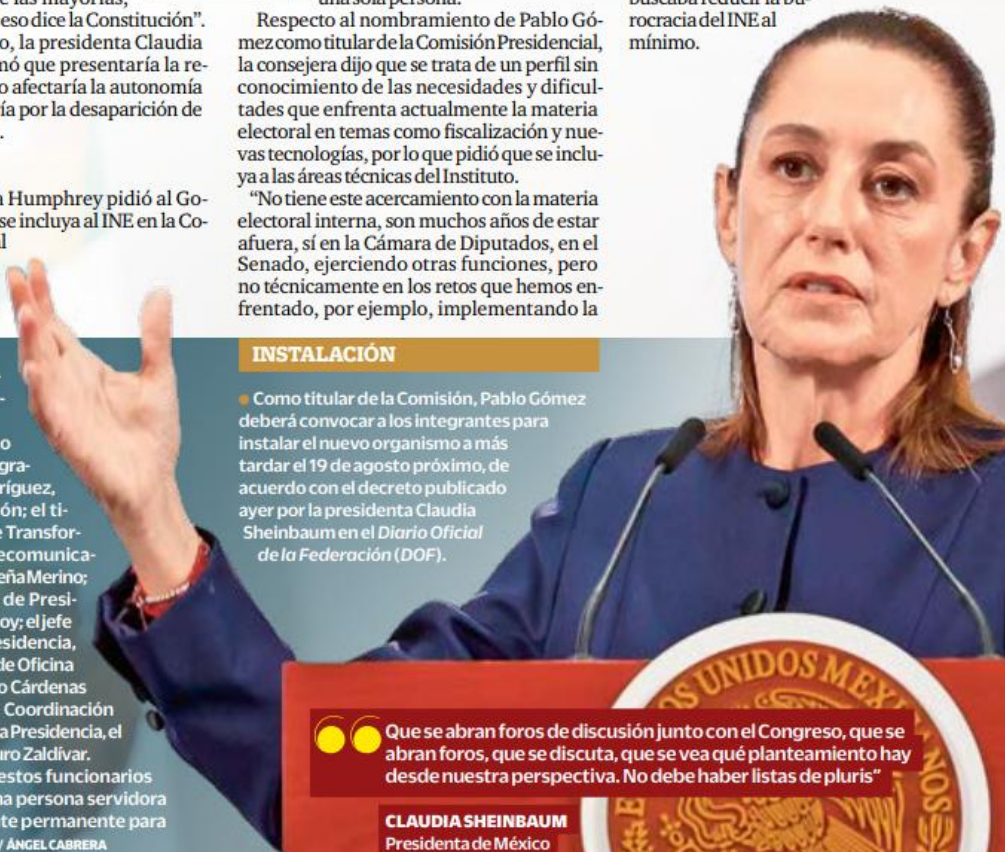 eso dice la Constitución”.
o, la presidenta Claudia
mó que presentaría la re-
o afectaría la autonomía
ía por la desaparición de
a Humphrey pidió al Go-
se incluya al INE en la Co-
una sola persona.
Respecto al nombramiento de Pablo Gó-
mez como titular de la Comisión Presidencial,
la consejera dijo que se trata de un perfil sin
conocimiento de las necesidades y dificul-
tades que enfrenta actualmente la materia
electoral en temas como fiscalización y nue-
vas tecnologías, por lo que pidió que se inclu-
ya a las áreas técnicas del Instituto.
“No tiene este acercamiento con la materia
electoral interna, son muchos años de estar
afuera, sí en la Cámara de Diputados, en el
Senado, ejerciendo otras funciones, pero
no técnicamente en los retos que hemos en-
frentado, por ejemplo, implementando la
buscaba reducir la bu-
rocracia del INE al
mínimo.
o
gra-
ríguez,
ón; el ti-
e Transfor-
ecomunica-
eña Merino;
de Presi-
oy; el jefe
esidencia,
de Oficina
o Cárdenas
Coordinación
a Presidencia, el
uro Zaldívar.
estos funcionarios
na persona servidora
te permanente para
/ ÁNGEL CABRERA
INSTALACIÓN
● Como titular de la Comisión, Pablo Gómez
deberá convocar a los integrantes para
instalar el nuevo organismo a más
tardar el 19 de agosto próximo, de
acuerdo con el decreto publicado
ayer por la presidenta Claudia
Sheinbaum en el Diario Oficial
de la Federación (DOF).
OS UNIDOS MEXICANOS
Que se abran foros de discusión junto con el Congreso, que se
abran foros, que se discuta, que se vea qué planteamiento hay
desde nuestra perspectiva. No debe haber listas de pluris”
CLAUDIA SHEINBAUM
Presidenta de México